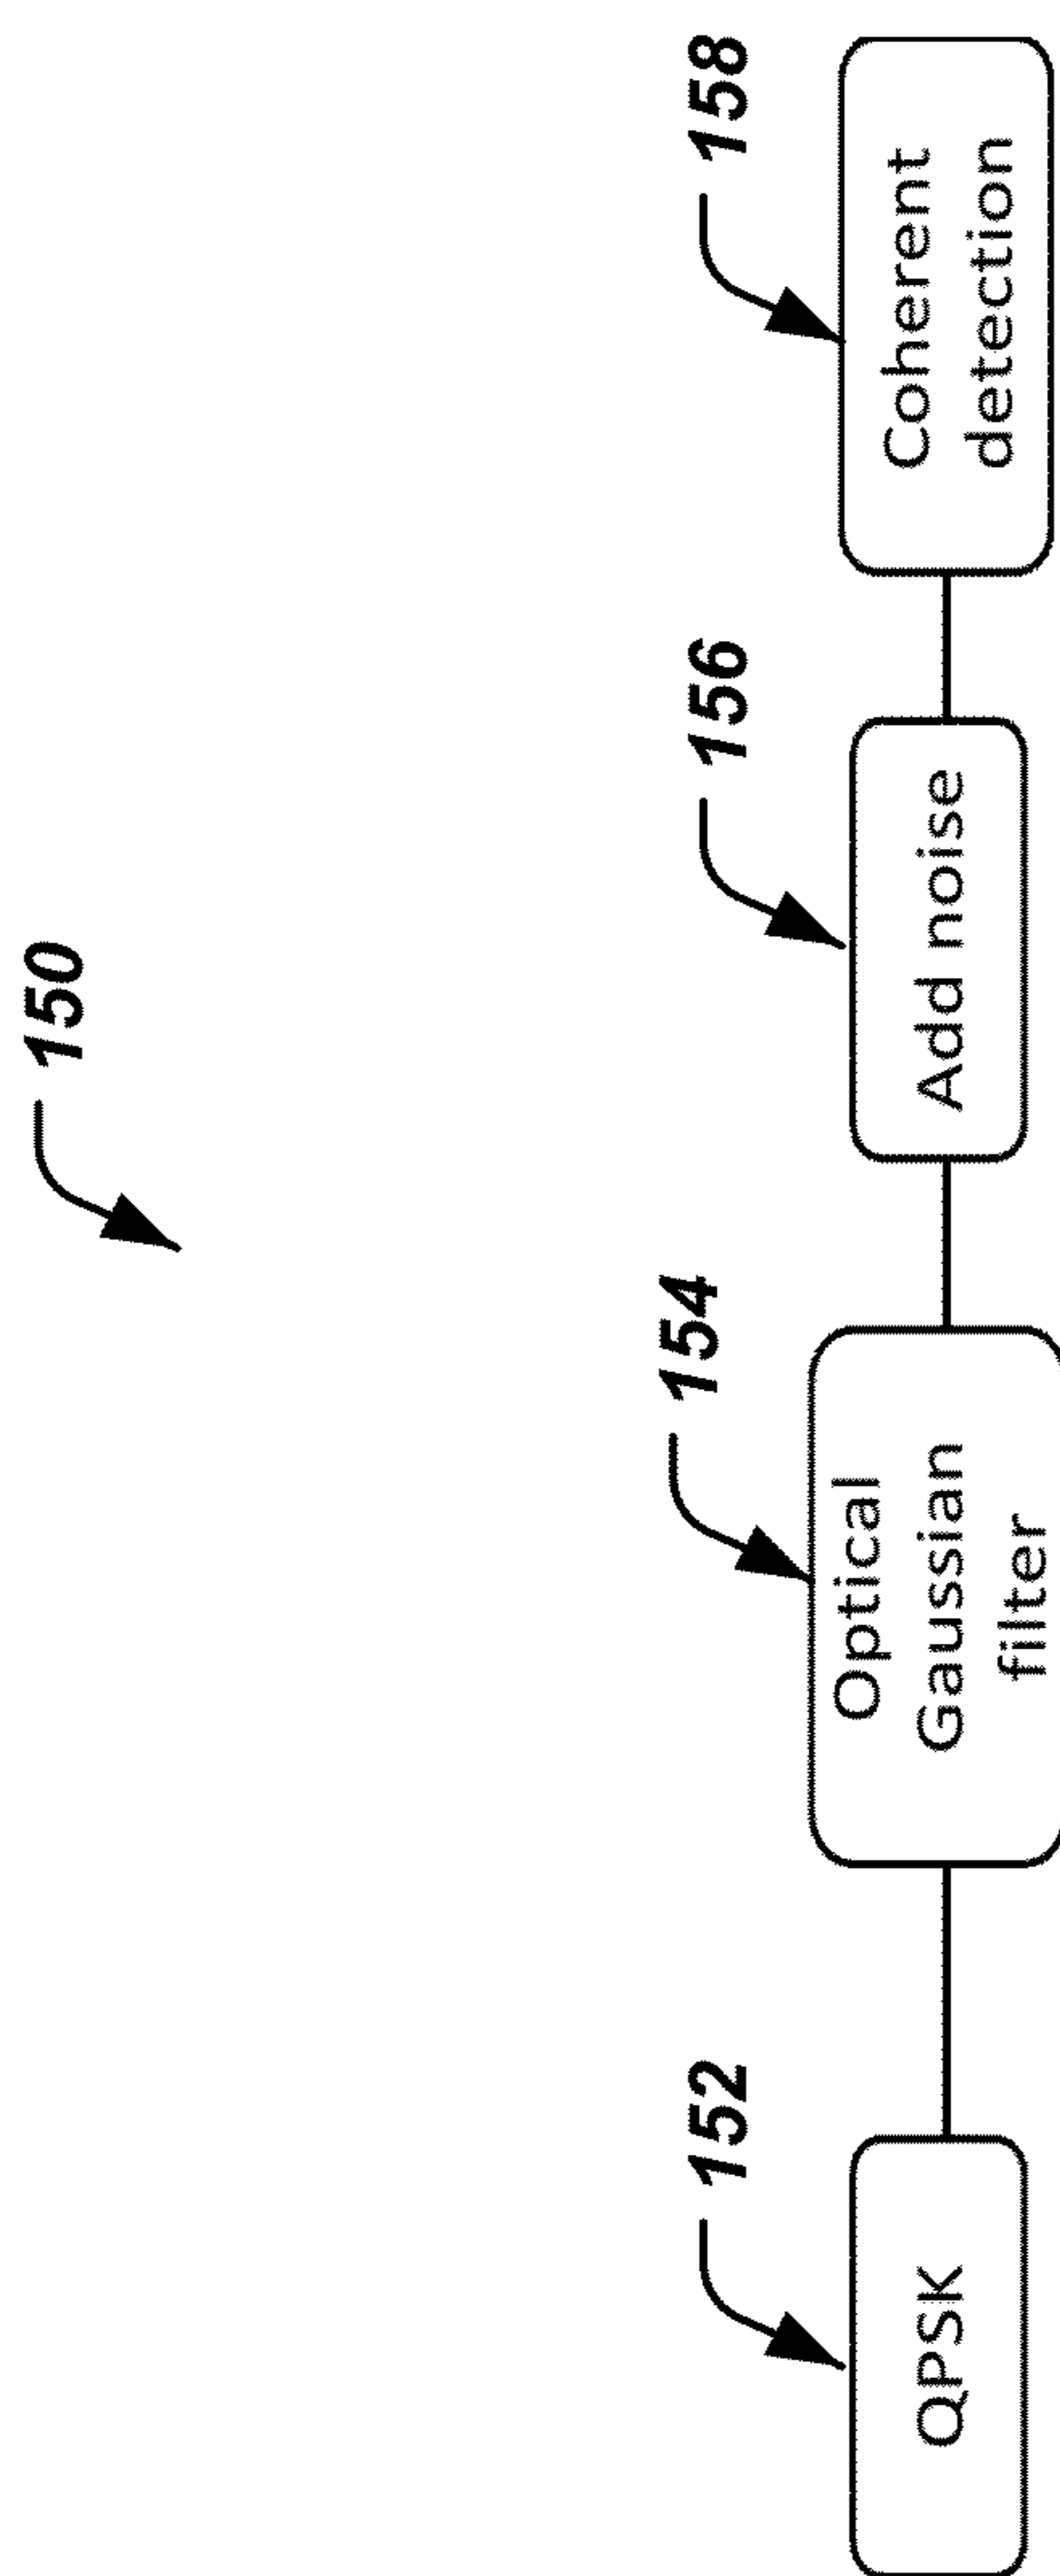 150
152
QPSK
154
Optical
Gaussian
filter
156
Add noise
158
Coherent
detection